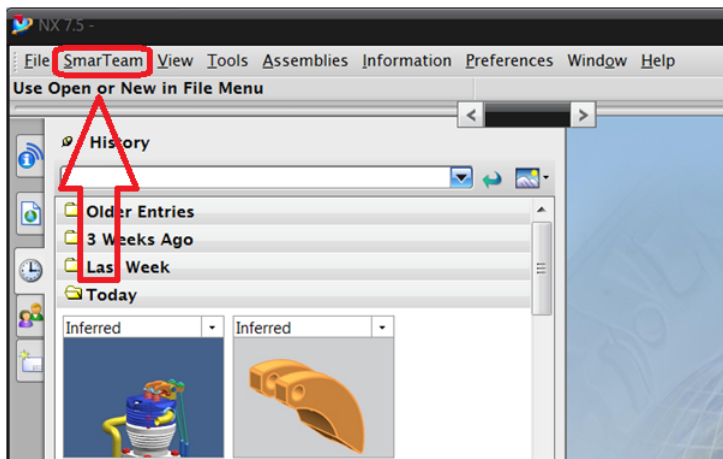 NX 7.5 -
File SmarTeam View Tools Assemblies Information Preferences Window Help
Use Open or New in File Menu
History
Older Entries
3 Weeks Ago
Last Week
Today
Inferred Inferred